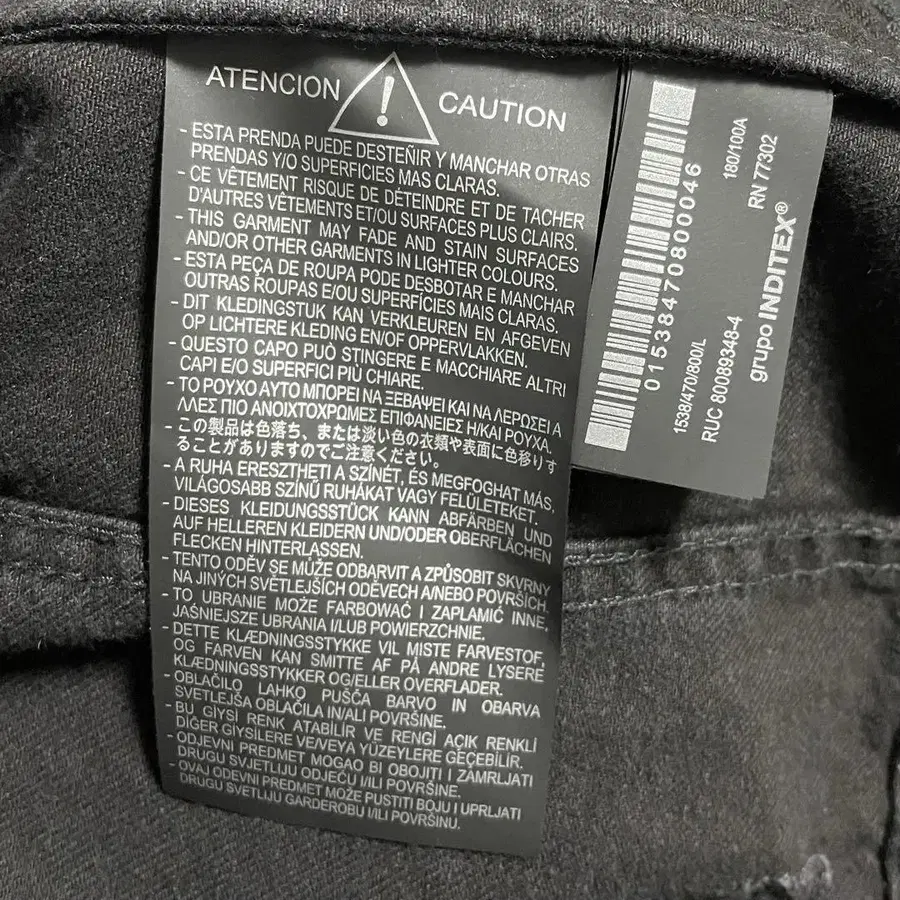 ATENCION ! CAUTION
- ESTA PRENDA PUEDE DESTEÑIR Y MANCHAR OTRAS
PRENDAS Y/O SUPERFICIES MAS CLARAS.
- CE VÊTEMENT RISQUE DE DÉTEINDRE ET DE TACHER
D'AUTRES VÊTEMENTS ET/OU SURFACES PLUS CLAIRS.
- THIS GARMENT MAY FADE AND STAIN SURFACES
AND/OR OTHER GARMENTS IN LIGHTER COLOURS.
- ESTA PEÇA DE ROUPA PODE DESBOTAR E MANCHAR
OUTRAS ROUPAS E/OU SUPERFÍCIES MAIS CLARAS.
- DIT KLEDINGSTUK KAN VERKLEUREN EN AFGEVEN
OP LICHTERE KLEDING EN/OF OPPERVLAKKEN.
- QUESTO CAPO PUÒ STINGERE E MACCHIARE ALTRI
CAPI E/O SUPERFICI PIÙ CHIARE.
- ΤΟ ΡΟΥΧΟ ΑΥΤΟ ΜΠΟΡΕΙ ΝΑ ΞΕΒΑΨΕΙ ΚΑΙ ΝΑ ΛΕΡΩΣΕΙ Α
ΛΛΕΣ ΠΙΟ ΑΝΟΙΧΤΟΧΡΩΜΕΣ ΕΠΙΦΑΝΕΙΕΣ Η/ΚΑΙ ΡΟΥΧΑ.
- この製品は色落ち、または淡い色の衣類や表面に色移りす
ることがありますのでご注意ください。
- A RUHA ERESZTHETI A SZÍNÉT, ÉS MEGFOGHAT MÁS,
VILÁGOSABB SZÍNŰ RUHÁKAT VAGY FELÜLETEKET.
- DIESES KLEIDUNGSSTÜCK KANN ABFÄRBEN UND
AUF HELLEREN KLEIDERN UND/ODER OBERFLÄCHEN
FLECKEN HINTERLASSEN.
- TENTO ODĚV SE MŮŽE ODBARVIT A ZPŮSOBIT SKVRNY
NA JINÝCH SVĚTLEJŠÍCH ODĚVECH A/NEBO POVRŠÍCH.
- TO UBRANIE MOŻE FARBOWAĆ I ZAPLAMIĆ INNE,
JAŚNIEJSZE UBRANIA I/LUB POWIERZCHNIE.
- DETTE KLÆDNINGSSTYKKE VIL MISTE FARVESTOF,
OG FARVEN KAN SMITTE AF PÅ ANDRE LYSERE
KLÆDNINGSSTYKKER OG/ELLER OVERFLADER.
- OBLAČILO LAHKO PUŠČA BARVO IN OBARVA
SVETLEJŠA OBLAČILA IN/ALI POVRŠINE.
- BU GİYSİ RENK ATABİLİR VE RENGİ AÇIK RENKLİ
DİĞER GİYSİLERE VE/VEYA YÜZEYLERE GEÇEBİLİR.
- ODJEVNI PREDMET MOGAO BI OBOJITI I ZAMRLJATI
DRUGU SVJETLIJU ODJEĆU I/ILI POVRŠINU.
- OVAJ ODEVNI PREDMET MOŽE PUSTITI BOJU I UPRLJATI
DRUGU SVETLIJU GARDEROBU I/ILI POVRŠINU.
01538470800046
1538/470/800/L
180/100A
RUC 80089348-4
RN 77302
grupo INDITEX®